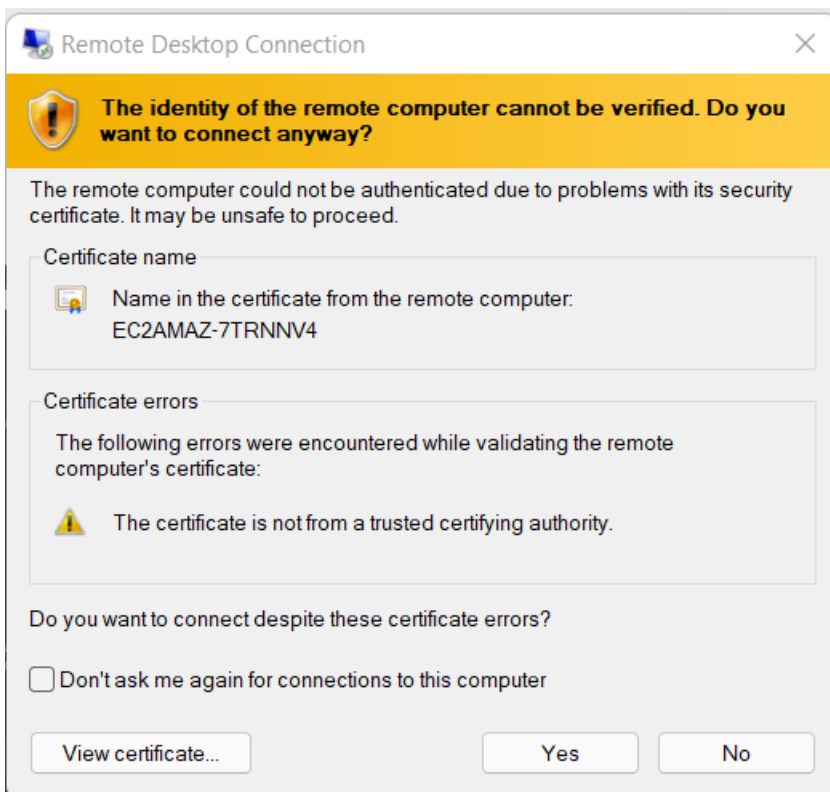 Remote Desktop Connection
The identity of the remote computer cannot be verified. Do you
want to connect anyway?
The remote computer could not be authenticated due to problems with its security
certificate. It may be unsafe to proceed.
Certificate name
Name in the certificate from the remote computer:
EC2AMAZ-7TRNNV4
Certificate errors
The following errors were encountered while validating the remote
computer's certificate:
The certificate is not from a trusted certifying authority.
Do you want to connect despite these certificate errors?
Don't ask me again for connections to this computer
View certificate... Yes No